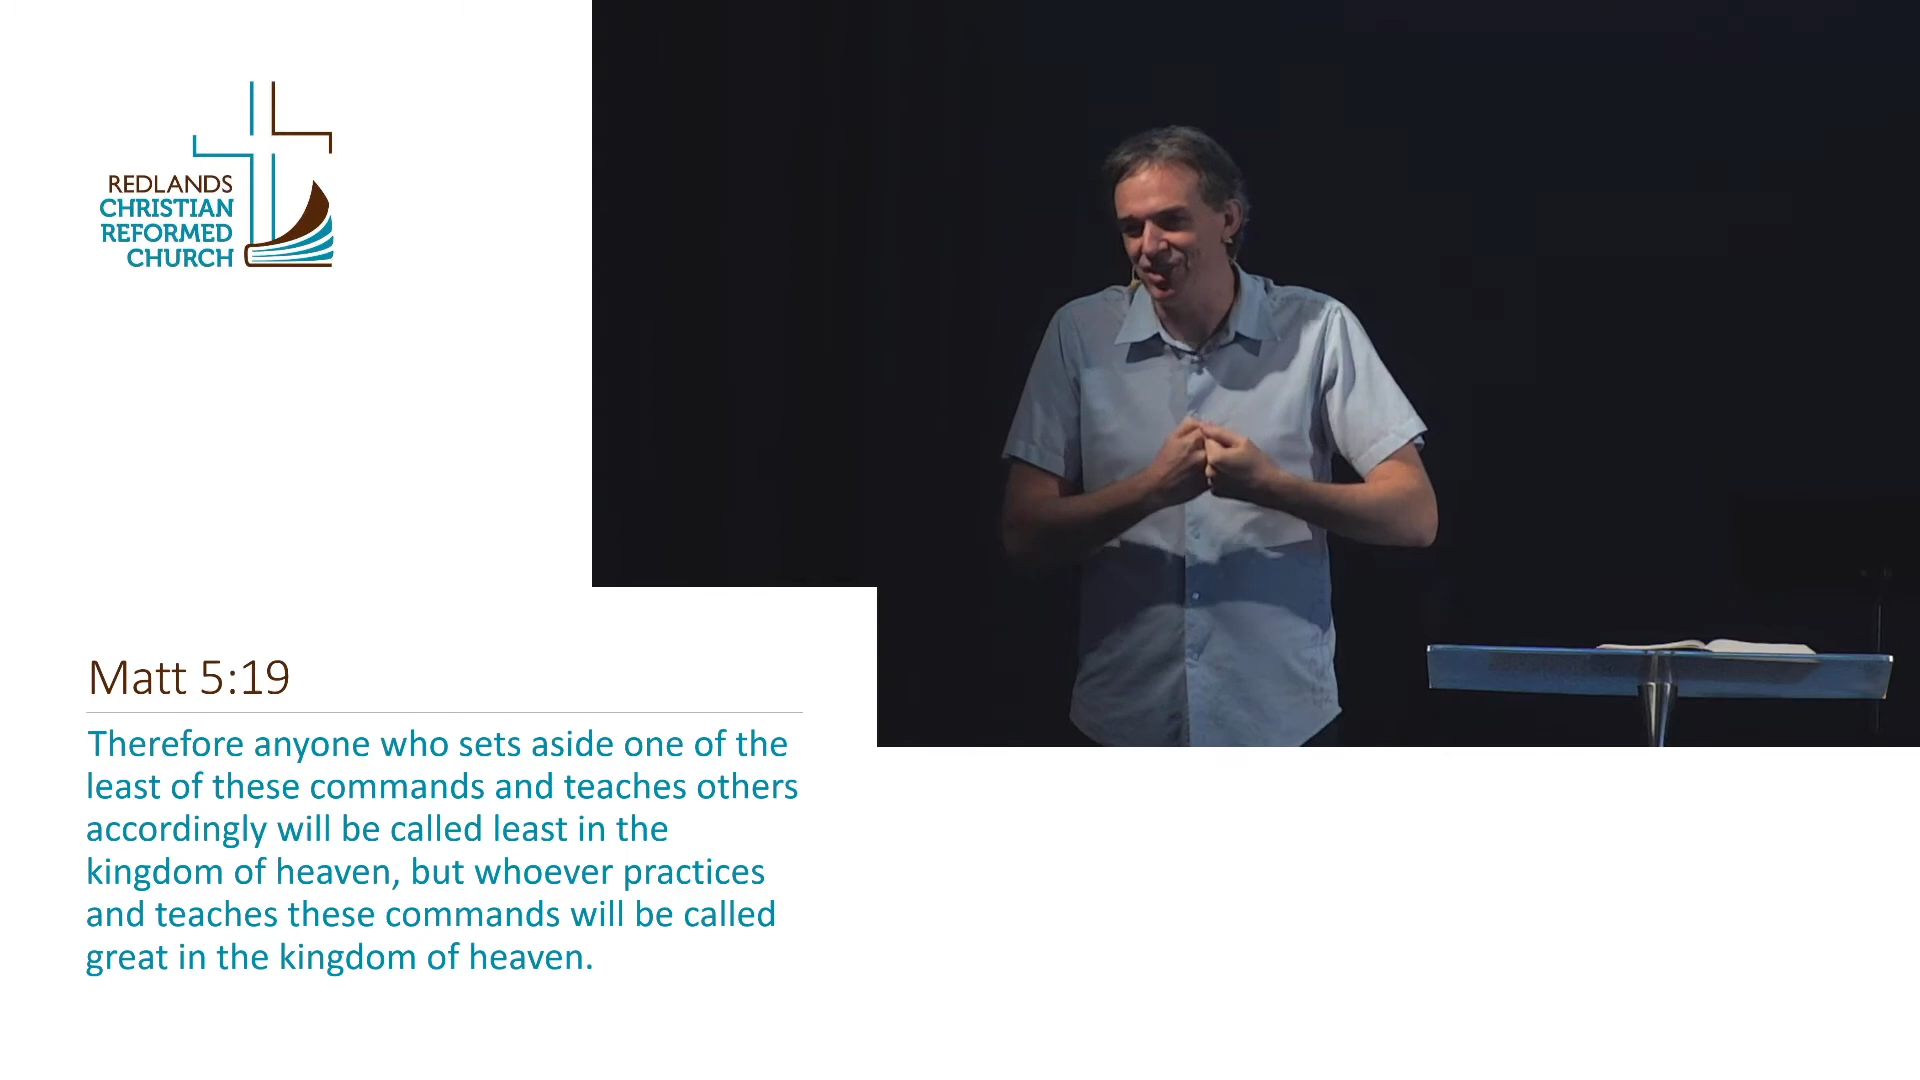 REDLANDS
CHRISTIAN
REFORMED
CHURCH
Matt 5:19
Therefore anyone who sets aside one of the
least of these commands and teaches others
accordingly will be called least in the
kingdom of heaven, but whoever practices
and teaches these commands will be called
great in the kingdom of heaven.